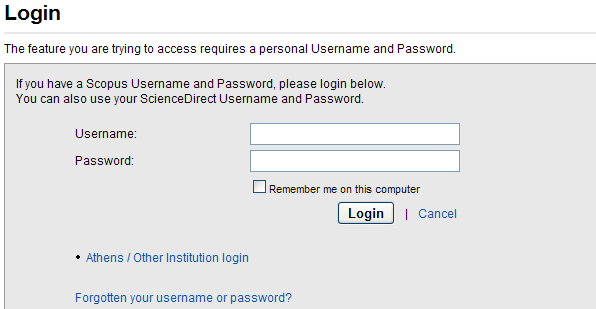 Login
The feature you are trying to access requires a personal Username and Password.
If you have a Scopus Username and Password, please login below.
You can also use your ScienceDirect Username and Password.
Username:
Password:
Remember me on this computer
Login | Cancel
• Athens / Other Institution login
Forgotten your username or password?